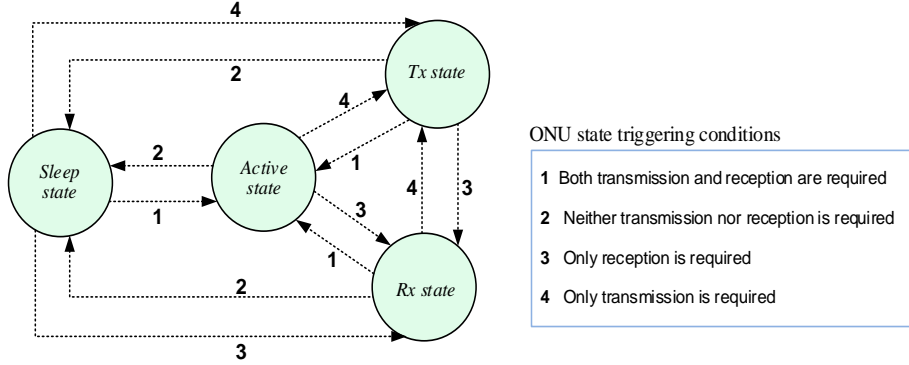 4
Tx state
2
4
ONU state triggering conditions
Sleep
state
2
Active
state
1
1 Both transmission and reception are required
1
3
4
3
2 Neither transmission nor reception is required
1
3 Only reception is required
2
Rx state
4 Only transmission is required
3